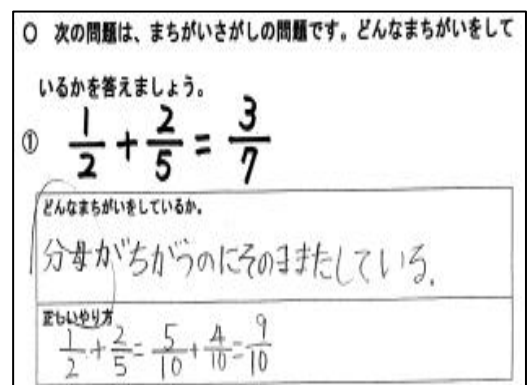 ○ 次の問題は、まちがいさがしの問題です。どんなまちがいをして
いるかを答えましょう。
① 1/2 + 2/5 = 3/7
どんなまちがいをしているか。
分母がちがうのにそのままたしている.
正しいやり方
1/2 + 2/5 = 5/10 + 4/10 = 9/10